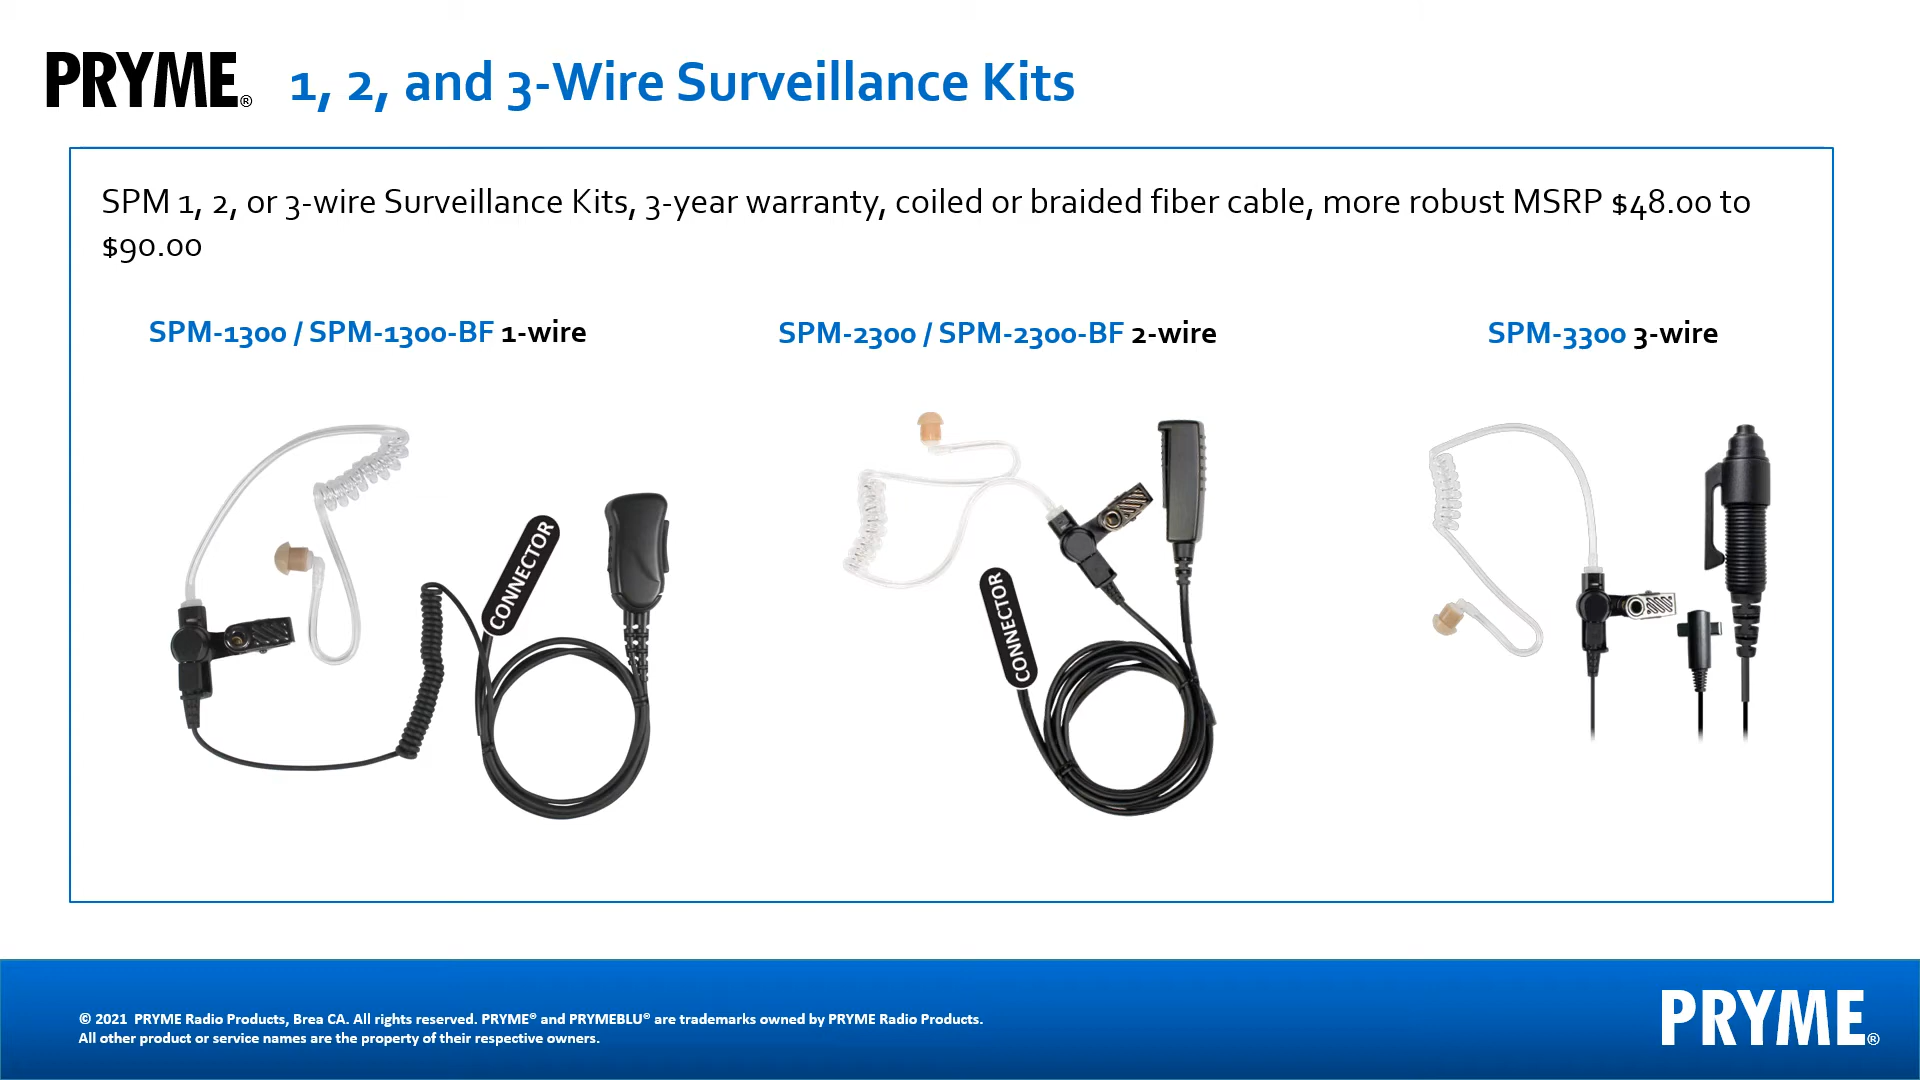 PRYME®
1, 2, and 3-Wire Surveillance Kits
SPM 1, 2, or 3-wire Surveillance Kits, 3-year warranty, coiled or braided fiber cable, more robust MSRP $48.00 to
$90.00
SPM-1300 / SPM-1300-BF 1-wire
SPM-2300 / SPM-2300-BF 2-wire
SPM-3300 3-wire
CONNECTOR
CONNECTOR
© 2021 PRYME Radio Products, Brea CA. All rights reserved. PRYME® and PRYMEBLU® are trademarks owned by PRYME Radio Products.
All other product or service names are the property of their respective owners.
PRYME®